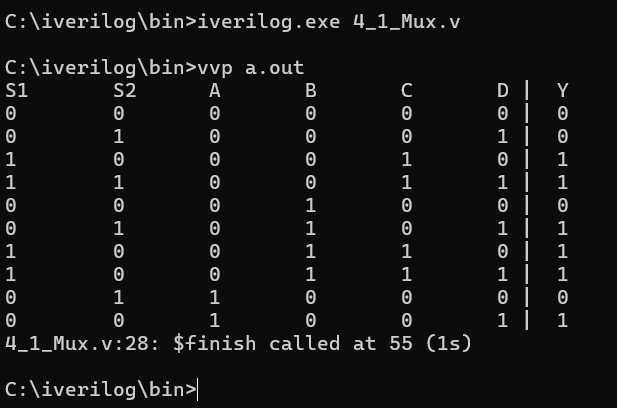 C:\iverilog\bin>iverilog.exe 4_1_Mux.v
C:\iverilog\bin>vvp a.out
S1 S2 A B C D | Y
0 0 0 0 0 0 | 0
0 1 0 0 0 1 | 0
1 0 0 0 1 0 | 1
1 1 0 0 1 1 | 1
0 0 0 1 0 0 | 0
0 1 0 1 0 1 | 1
1 0 0 1 1 0 | 1
1 0 0 1 1 1 | 1
0 1 1 0 0 0 | 0
0 0 1 0 0 1 | 1
4_1_Mux.v:28: $finish called at 55 (1s)
C:\iverilog\bin>